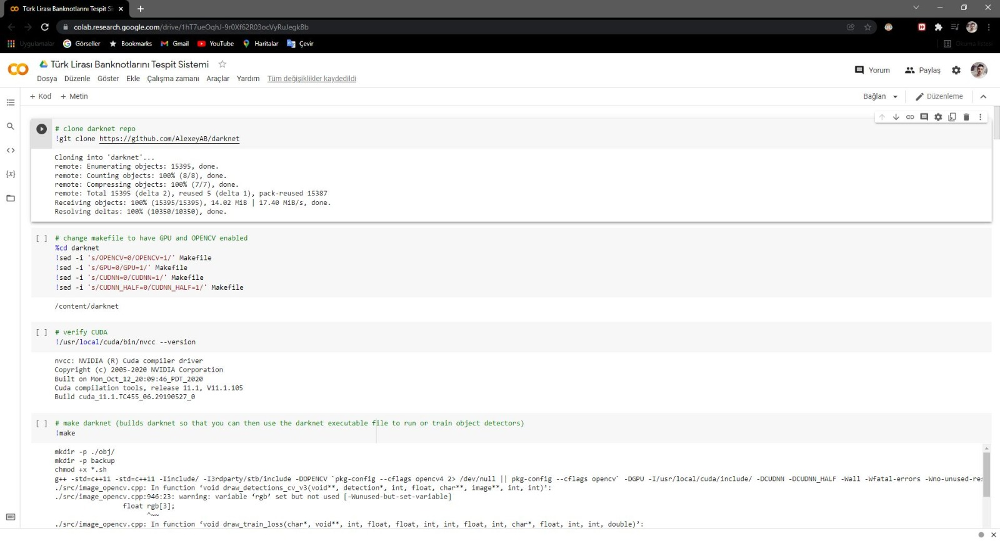 Türk Lirası Banknotlarını Tespit Si
colab.research.google.com/drive/1hT7ueOqhJ-9r0Xf62R03ocVyRuJegkBb
Uygulamalar Görseller Bookmarks Gmail YouTube Haritalar Çevir Okuma listesi
Türk Lirası Banknotlarını Tespit Sistemi
Dosya Düzenle Göster Ekle Çalışma zamanı Araçlar Yardım Tüm değişiklikler kaydedildi
Yorum Paylaş
+ Kod + Metin Bağlan Düzenleme
# clone darknet repo
!git clone https://github.com/AlexeyAB/darknet
Cloning into 'darknet'...
remote: Enumerating objects: 15395, done.
remote: Counting objects: 100% (8/8), done.
remote: Compressing objects: 100% (7/7), done.
remote: Total 15395 (delta 2), reused 5 (delta 1), pack-reused 15387
Receiving objects: 100% (15395/15395), 14.02 MiB | 17.40 MiB/s, done.
Resolving deltas: 100% (10350/10350), done.
[ ] # change makefile to have GPU and OPENCV enabled
%cd darknet
!sed -i 's/OPENCV=0/OPENCV=1/' Makefile
!sed -i 's/GPU=0/GPU=1/' Makefile
!sed -i 's/CUDNN=0/CUDNN=1/' Makefile
!sed -i 's/CUDNN_HALF=0/CUDNN_HALF=1/' Makefile
/content/darknet
[ ] # verify CUDA
!/usr/local/cuda/bin/nvcc --version
nvcc: NVIDIA (R) Cuda compiler driver
Copyright (c) 2005-2020 NVIDIA Corporation
Built on Mon_Oct_12_20:09:46_PDT_2020
Cuda compilation tools, release 11.1, V11.1.105
Build cuda_11.1.TC455_06.29190527_0
[ ] # make darknet (builds darknet so that you can then use the darknet executable file to run or train object detectors)
!make
mkdir -p ./obj/
mkdir -p backup
chmod +x *.sh
g++ -std=c++11 -std=c++11 -Iinclude/ -I3rdparty/stb/include -DOPENCV `pkg-config --cflags opencv4 2> /dev/null || pkg-config --cflags opencv` -DGPU -I/usr/local/cuda/include/ -DCUDNN -DCUDNN_HALF -Wall -Wfatal-errors -Wno-unused-res
./src/image_opencv.cpp: In function ‘void draw_detections_cv_v3(void**, detection*, int, float, char**, image**, int, int)’:
./src/image_opencv.cpp:946:23: warning: variable ‘rgb’ set but not used [-Wunused-but-set-variable]
float rgb[3];
^~~
./src/image_opencv.cpp: In function ‘void draw_train_loss(char*, void**, int, float, float, int, int, float, int, char*, float, int, int, double)’: